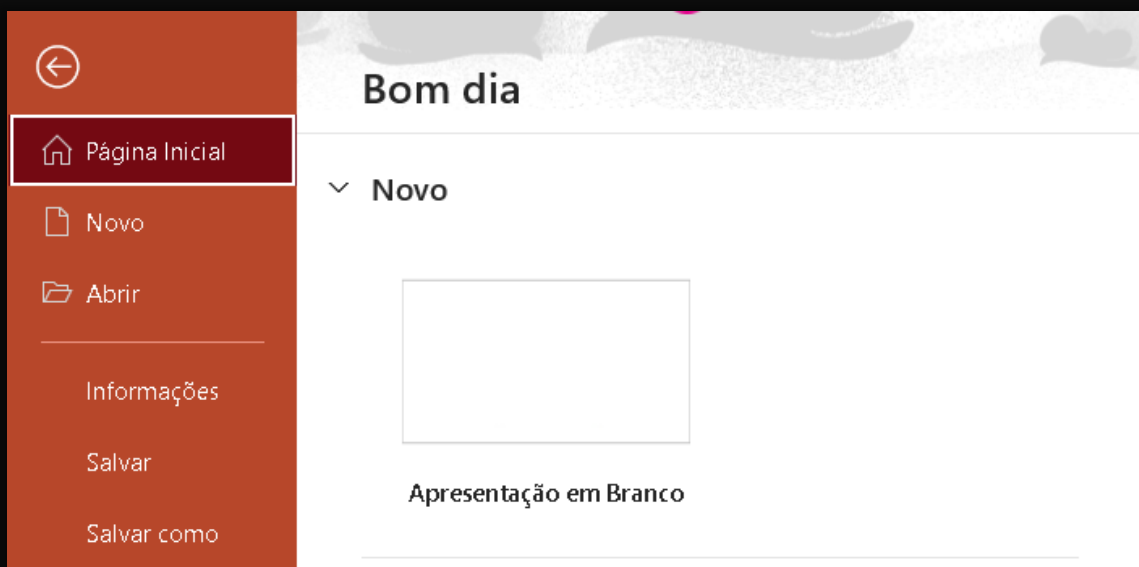 Bom dia
Página Inicial
Novo
Abrir
Informações
Salvar
Salvar como
Novo
Apresentação em Branco